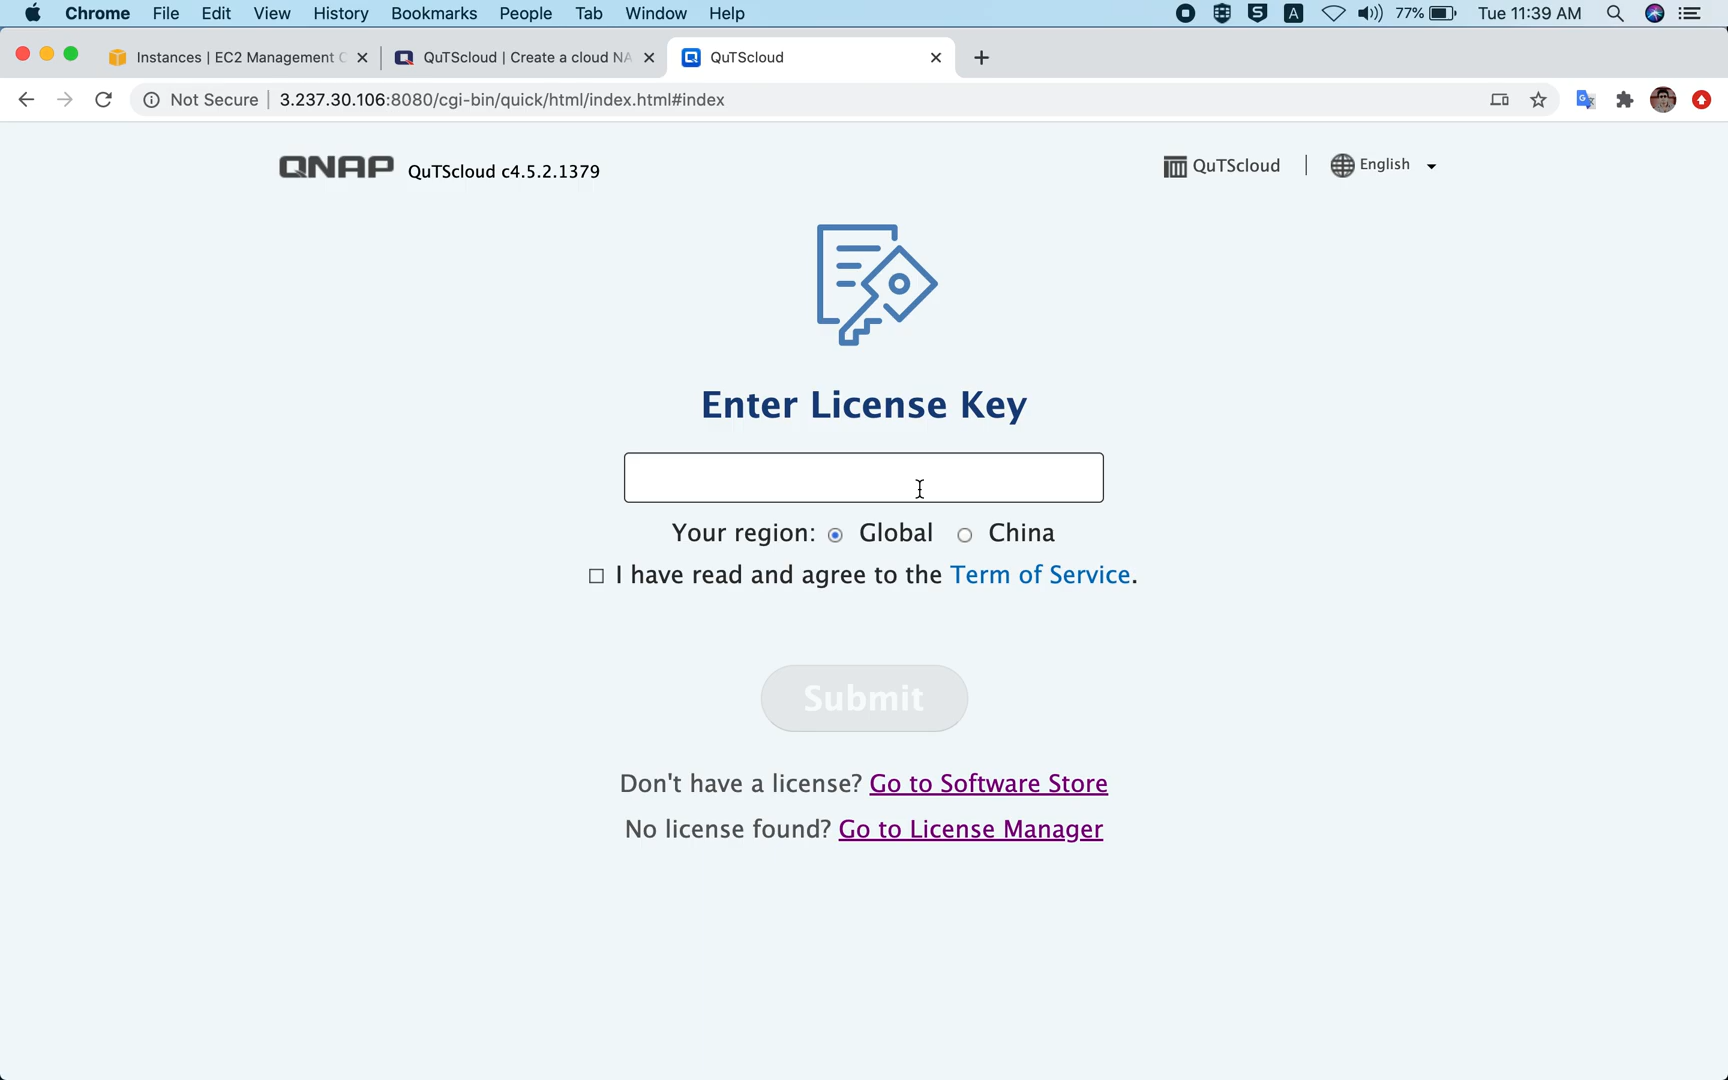 Chrome File Edit View History Bookmarks People Tab Window Help A 77% Tue 11:39 AM
Instances | EC2 Management C QuTScloud | Create a cloud NA QuTScloud
Not Secure 3.237.30.106:8080/cgi-bin/quick/html/index.html#index
QNAP QuTScloud c4.5.2.1379 QuTScloud | English
Enter License Key
Your region: Global China
I have read and agree to the Term of Service.
Submit
Don't have a license? Go to Software Store
No license found? Go to License Manager